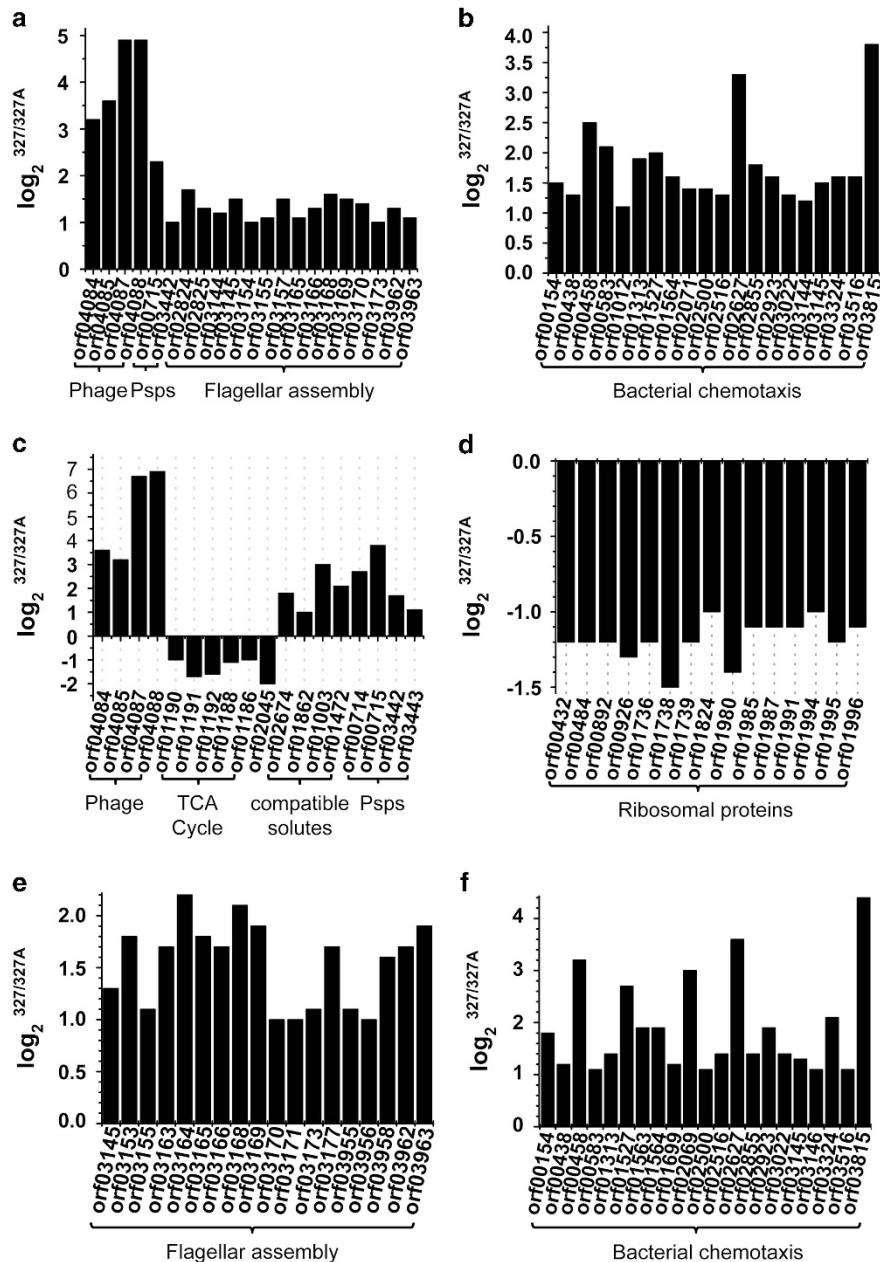 a
log2 327/327A
5
4
3
2
1
0
orf04084
orf04085
orf04087
orf04088
orf00715
orf03442
orf02824
orf02825
orf03144
orf03145
orf03154
orf03155
orf03157
orf03165
orf03166
orf03168
orf03169
orf03170
orf03173
orf03962
orf03963
Phage Psps Flagellar assembly
b
log2 327/327A
4.0
3.5
3.0
2.5
2.0
1.5
1.0
0.5
0.0
orf00154
orf00438
orf00458
orf00583
orf01012
orf01313
orf01527
orf01564
orf02071
orf02500
orf02516
orf02627
orf02855
orf02923
orf03022
orf03144
orf03145
orf03324
orf03516
orf03815
Bacterial chemotaxis
c
log2 327/327A
7
6
5
4
3
2
1
0
-1
-2
orf04084
orf04085
orf04087
orf04088
orf01190
orf01191
orf01192
orf01188
orf01186
orf02045
orf02674
orf01862
orf01003
orf01472
orf00714
orf00715
orf03442
orf03443
Phage TCA compatible Psps
Cycle solutes
d
log2 327/327A
0.0
-0.5
-1.0
-1.5
orf00432
orf00484
orf00892
orf00926
orf01736
orf01738
orf01739
orf01824
orf01980
orf01985
orf01987
orf01991
orf01994
orf01995
orf01996
Ribosomal proteins
e
log2 327/327A
2.0
1.5
1.0
0.5
0.0
orf03145
orf03153
orf03155
orf03163
orf03164
orf03165
orf03166
orf03168
orf03169
orf03170
orf03171
orf03173
orf03177
orf03955
orf03956
orf03958
orf03962
orf03963
Flagellar assembly
f
log2 327/327A
4
3
2
1
0
orf00154
orf00438
orf00458
orf00583
orf01313
orf01527
orf01563
orf01564
orf01699
orf02069
orf02500
orf02516
orf02627
orf02855
orf02923
orf03022
orf03145
orf03146
orf03324
orf03516
orf03815
Bacterial chemotaxis